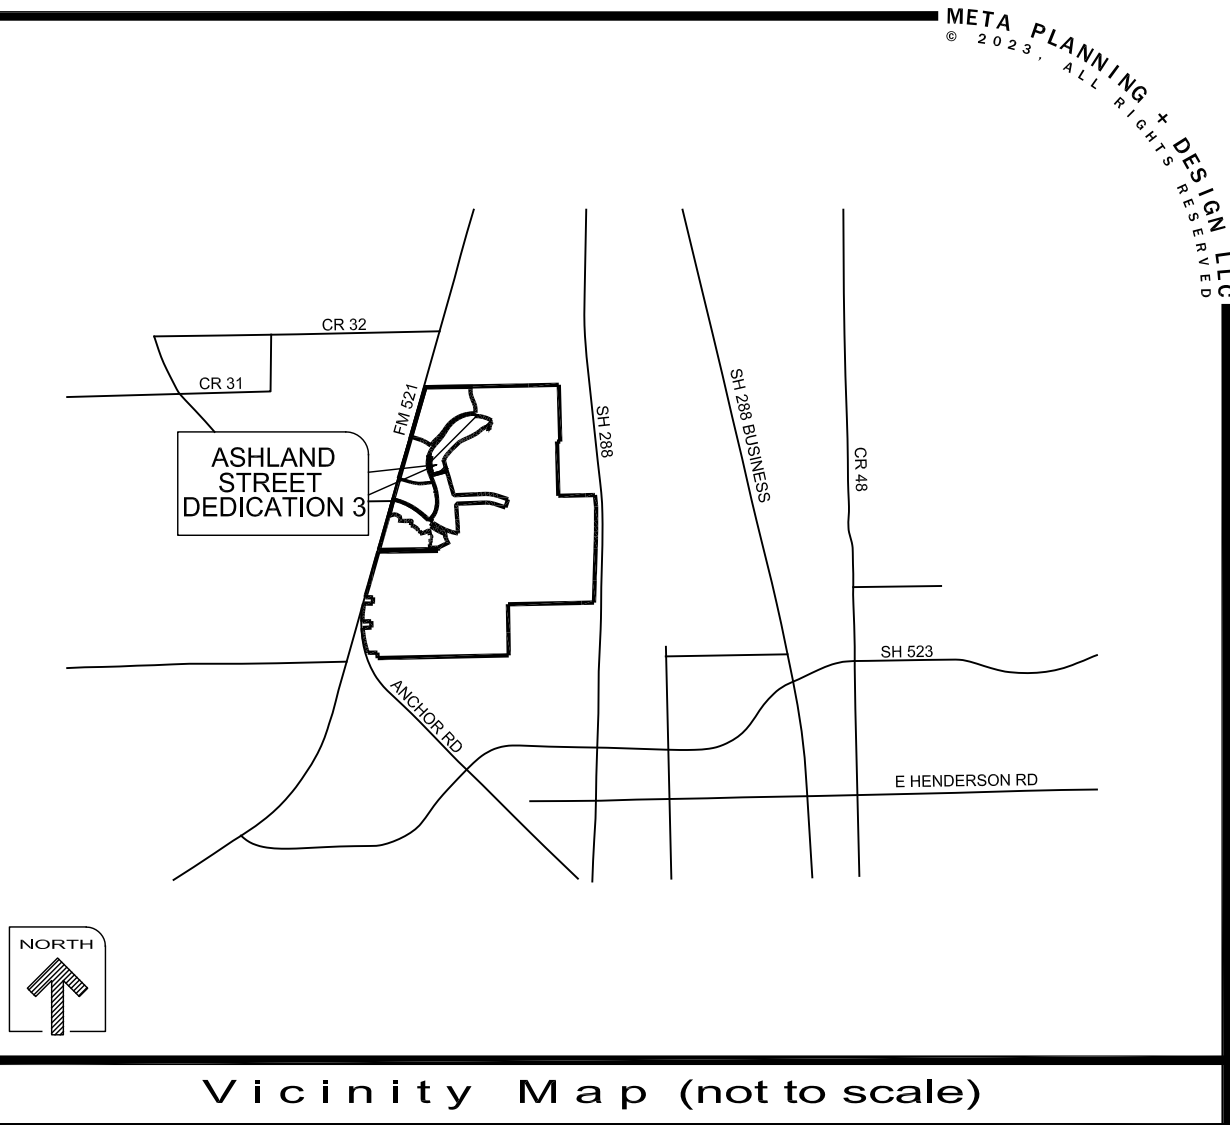 META PLANNING + DESIGN LLC
© 2023, ALL RIGHTS RESERVED
CR 32
CR 31
FM 521
SH 288
SH 288 BUSINESS
CR 48
ASHLAND
STREET
DEDICATION 3
SH 523
ANCHOR RD
E HENDERSON RD
NORTH
Vicinity Map (not to scale)